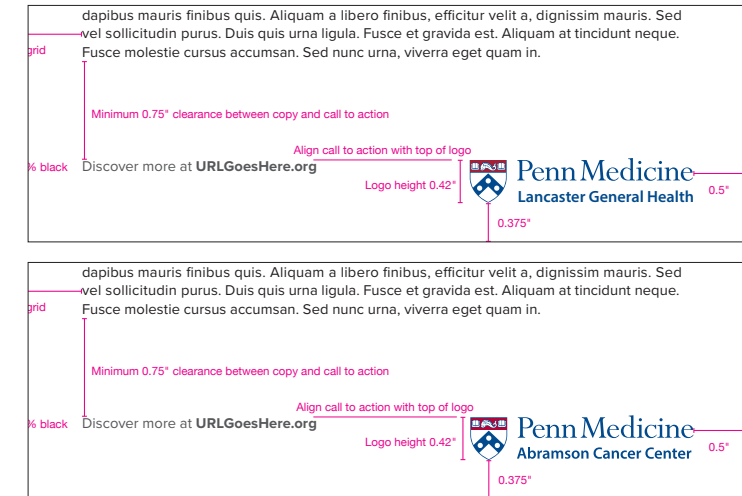 dapibus mauris finibus quis. Aliquam a libero finibus, efficitur velit a, dignissim mauris. Sed
vel sollicitudin purus. Duis quis urna ligula. Fusce et gravida est. Aliquam at tincidunt neque.
grid
Fusce molestie cursus accumsan. Sed nunc urna, viverra eget quam in.
Minimum 0.75" clearance between copy and call to action
Align call to action with top of logo
% black
Discover more at URLGoesHere.org
Logo height 0.42"
Penn Medicine
Lancaster General Health
0.5"
0.375"
dapibus mauris finibus quis. Aliquam a libero finibus, efficitur velit a, dignissim mauris. Sed
vel sollicitudin purus. Duis quis urna ligula. Fusce et gravida est. Aliquam at tincidunt neque.
grid
Fusce molestie cursus accumsan. Sed nunc urna, viverra eget quam in.
Minimum 0.75" clearance between copy and call to action
Align call to action with top of logo
% black
Discover more at URLGoesHere.org
Logo height 0.42"
Penn Medicine
Abramson Cancer Center
0.5"
0.375"